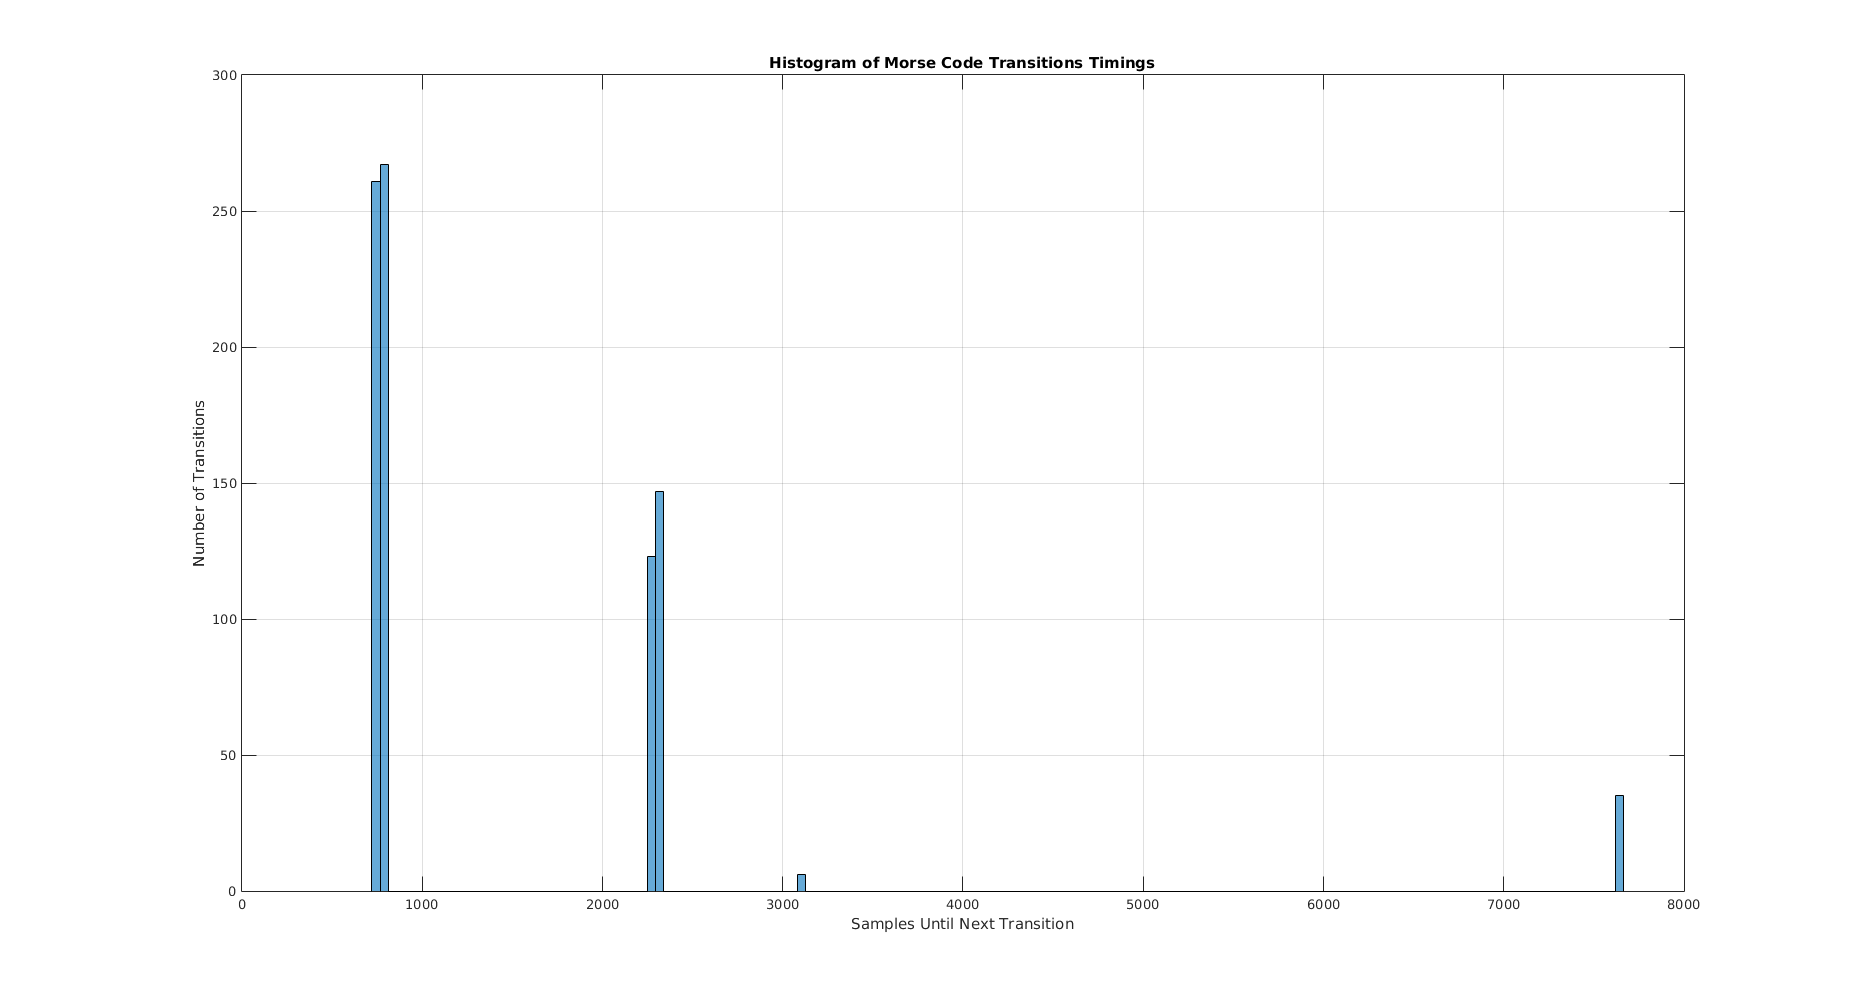 Histogram of Morse Code Transitions Timings
300
250
200
150
100
50
0
Number of Transitions
0 1000 2000 3000 4000 5000 6000 7000 8000
Samples Until Next Transition